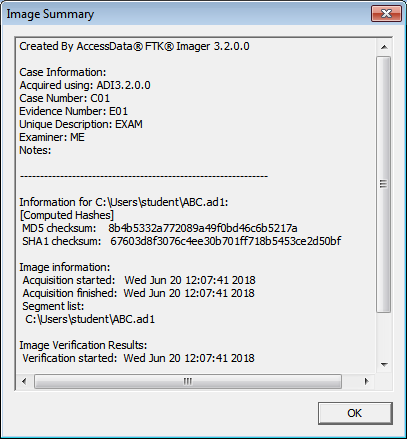 Image Summary
Created By AccessData® FTK® Imager 3.2.0.0
Case Information:
Acquired using: ADI3.2.0.0
Case Number: C01
Evidence Number: E01
Unique Description: EXAM
Examiner: ME
Notes:
--------------------------------------------------------------
Information for C:\Users\student\ABC.ad1:
[Computed Hashes]
MD5 checksum:    8b4b5332a772089a49f0bd46c6b5217a
SHA1 checksum:   67603d8f3076c4ee30b701ff718b5453ce2d50bf
Image information:
Acquisition started:   Wed Jun 20 12:07:41 2018
Acquisition finished:  Wed Jun 20 12:07:41 2018
Segment list:
C:\Users\student\ABC.ad1
Image Verification Results:
Verification started:  Wed Jun 20 12:07:41 2018
OK